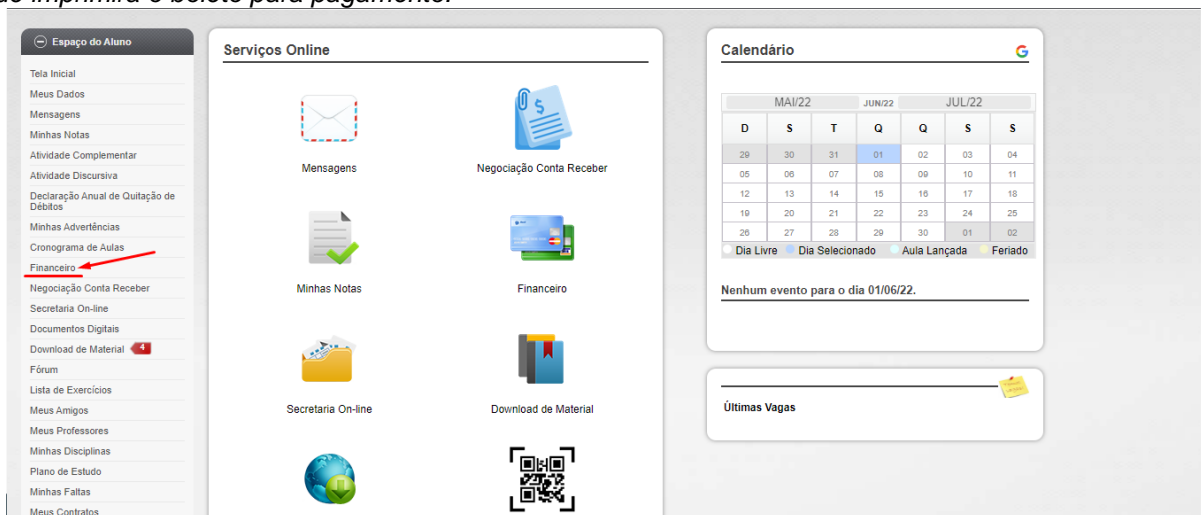 imprimirá o boleto para pagamento.
Espaço do Aluno
Tela Inicial
Meus Dados
Mensagens
Minhas Notas
Atividade Complementar
Atividade Discursiva
Declaração Anual de Quitação de
Débitos
Minhas Advertências
Cronograma de Aulas
Financeiro
Negociação Conta Receber
Secretaria On-line
Documentos Digitais
Download de Material 4
Fórum
Lista de Exercícios
Meus Amigos
Meus Professores
Minhas Disciplinas
Plano de Estudo
Minhas Faltas
Meus Contratos
Serviços Online
Mensagens
Negociação Conta Receber
Minhas Notas
Financeiro
Secretaria On-line
Download de Material
Calendário
MAI/22 JUN/22 JUL/22
D S T Q Q S S
29 30 31 01 02 03 04
05 06 07 08 09 10 11
12 13 14 15 16 17 18
19 20 21 22 23 24 25
26 27 28 29 30 01 02
Dia Livre Dia Selecionado Aula Lançada Feriado
Nenhum evento para o dia 01/06/22.
Últimas Vagas